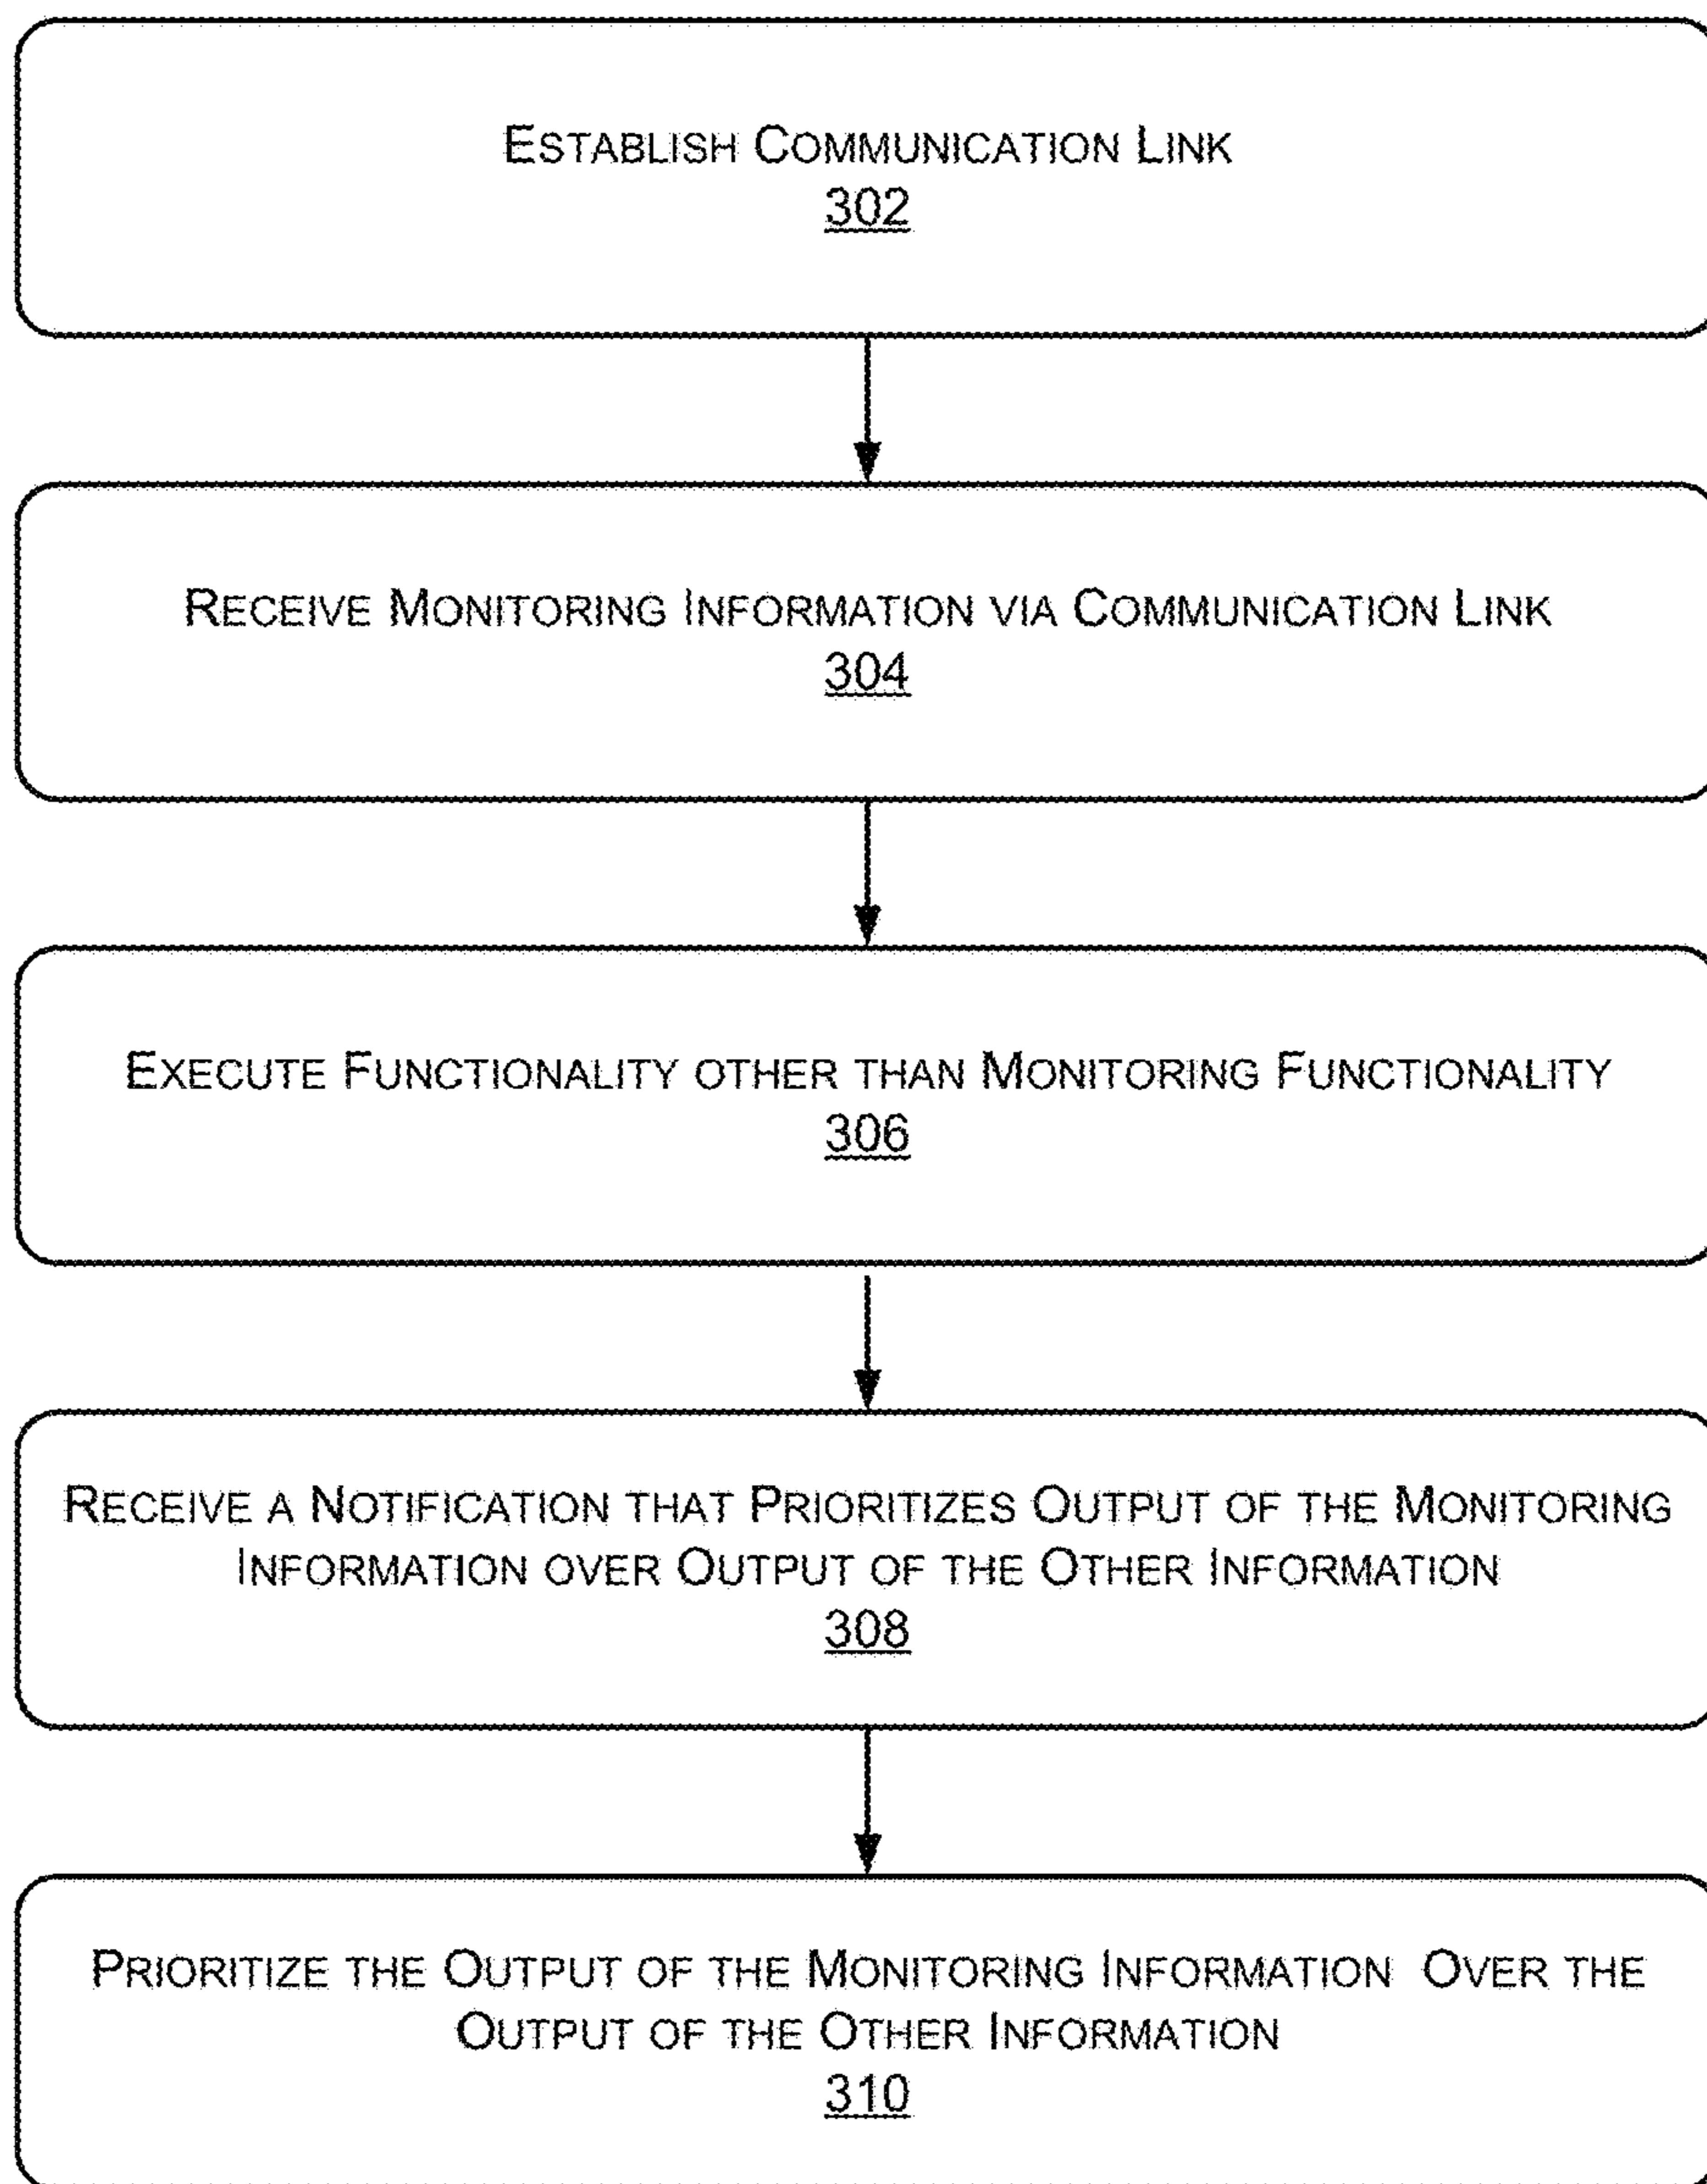 ESTABLISH COMMUNICATION LINK
302
RECEIVE MONITORING INFORMATION VIA COMMUNICATION LINK
304
EXECUTE FUNCTIONALITY OTHER THAN MONITORING FUNCTIONALITY
306
RECEIVE A NOTIFICATION THAT PRIORITIZES OUTPUT OF THE MONITORING
INFORMATION OVER OUTPUT OF THE OTHER INFORMATION
308
PRIORITIZE THE OUTPUT OF THE MONITORING INFORMATION OVER THE
OUTPUT OF THE OTHER INFORMATION
310